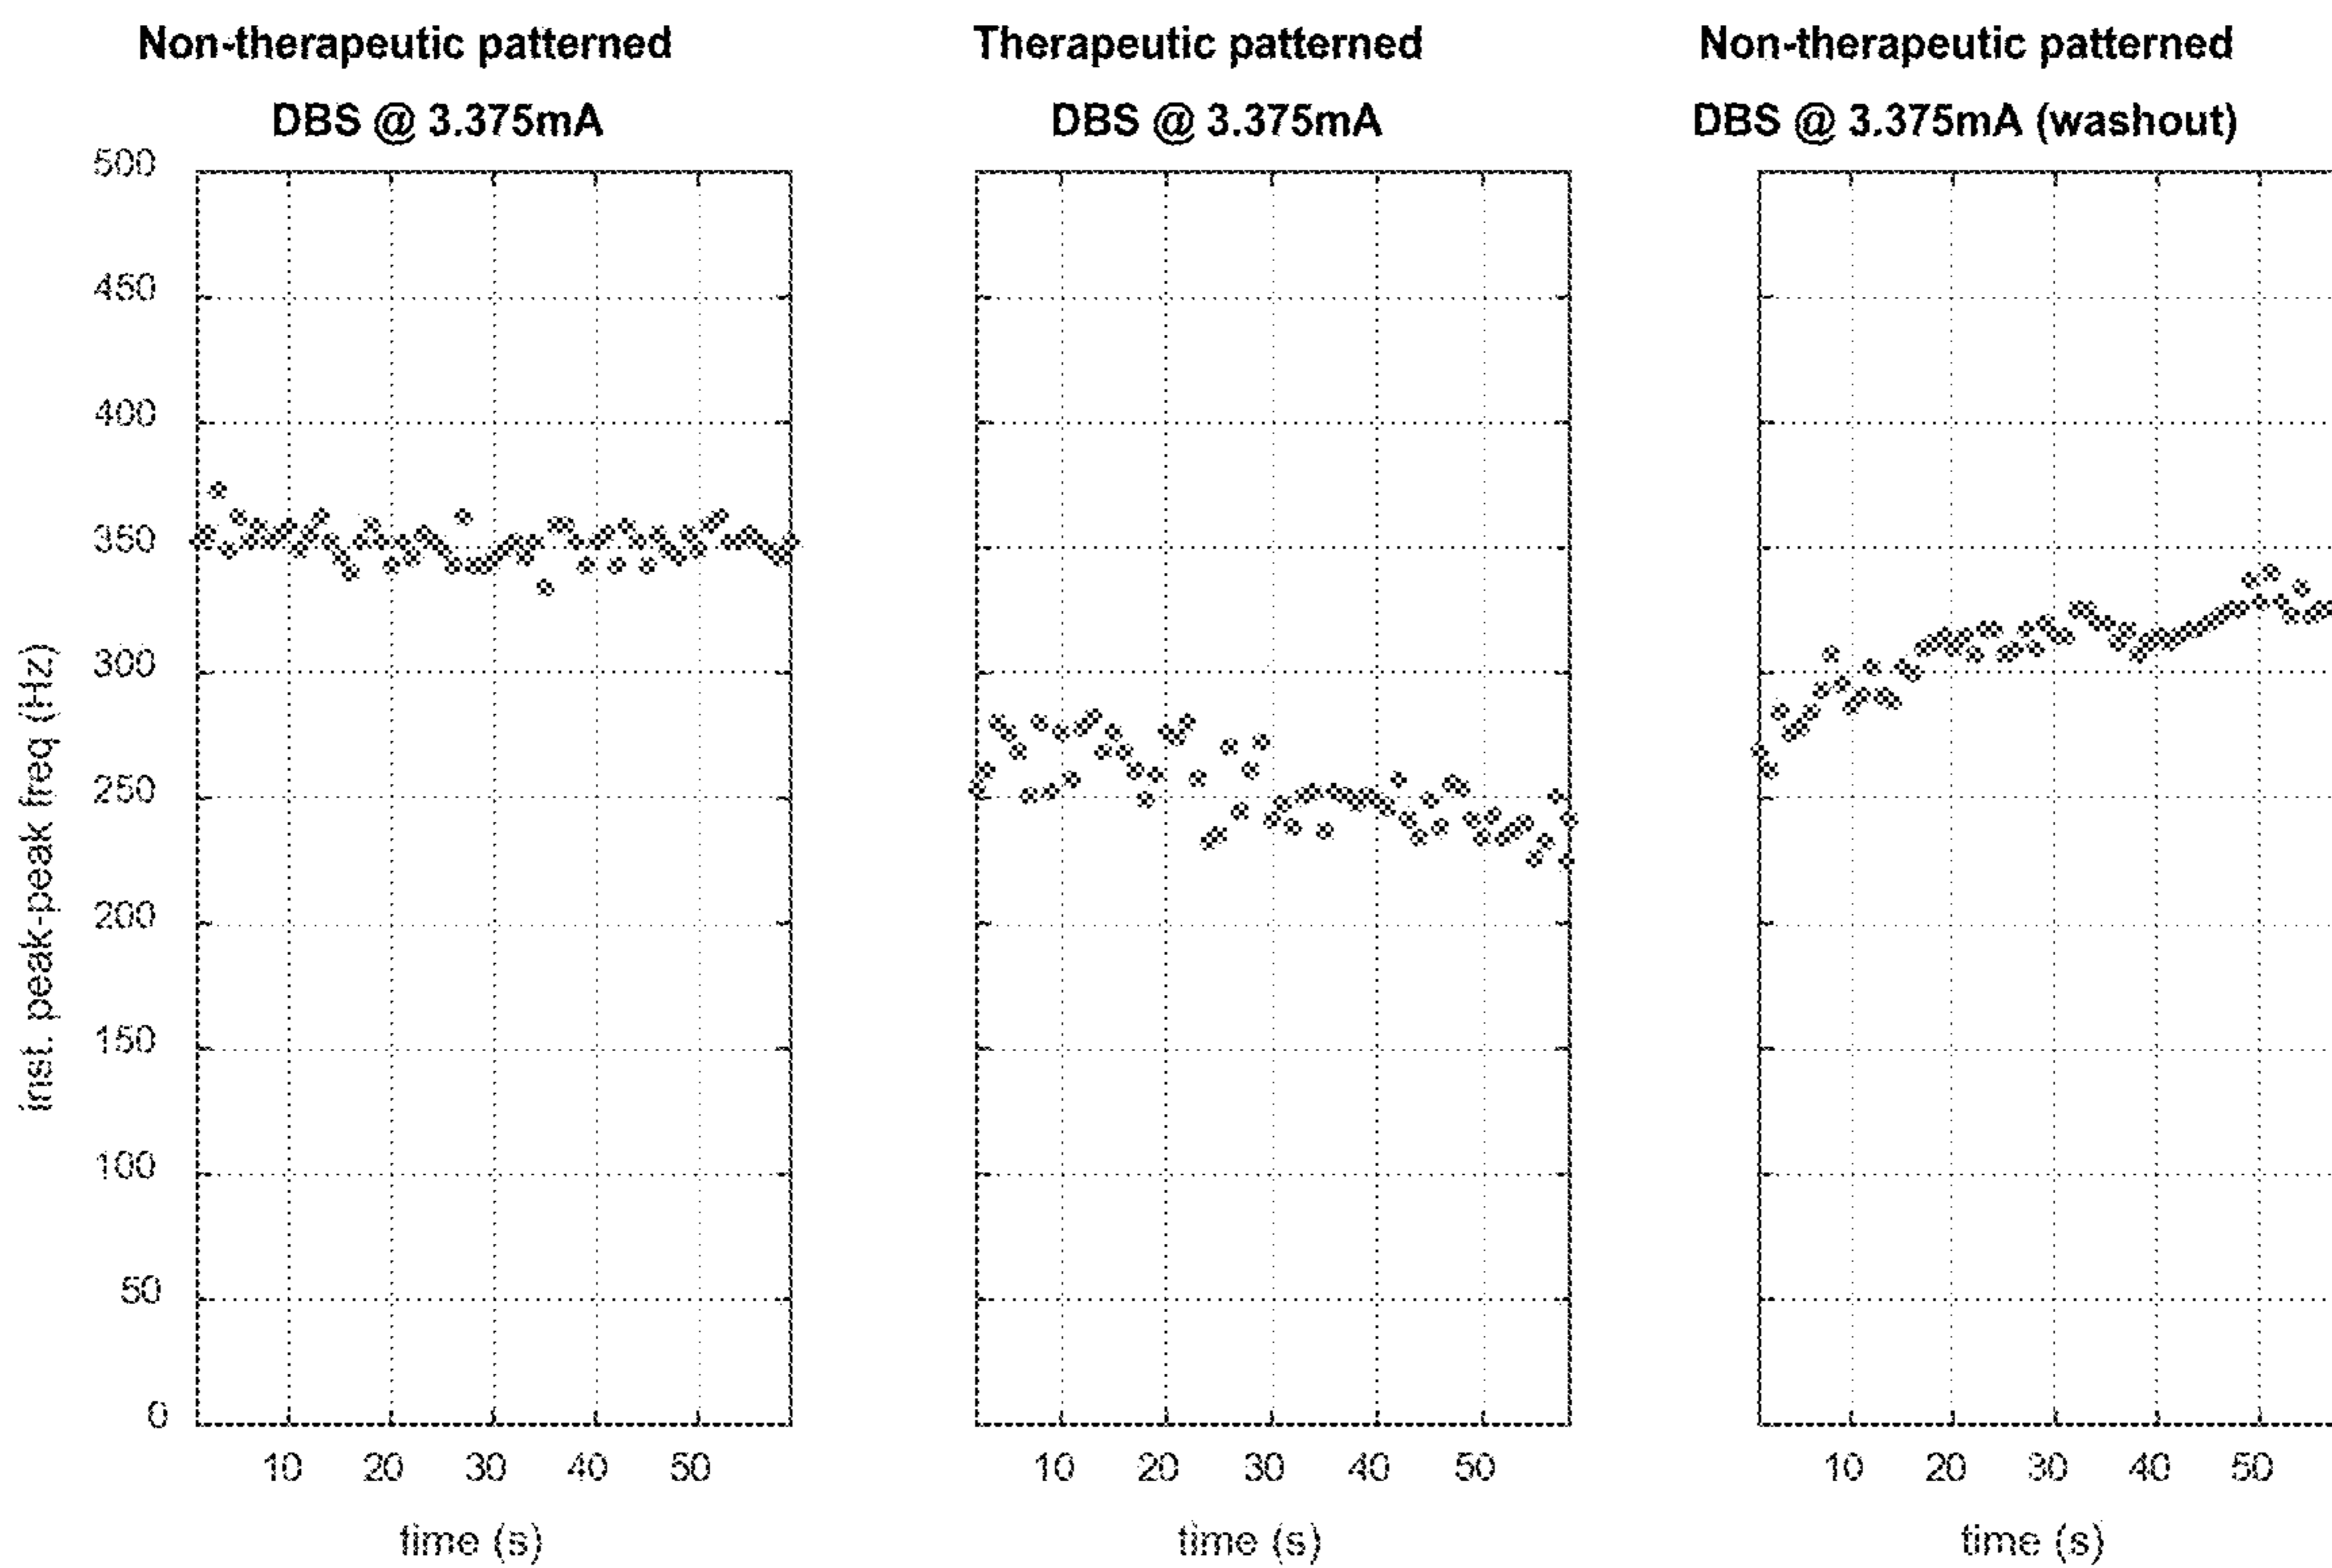 Non-therapeutic patterned
DBS @ 3.375mA
Therapeutic patterned
DBS @ 3.375mA
Non-therapeutic patterned
DBS @ 3.375mA (washout)
inst. peak-peak freq (Hz)
500
450
400
350
300
250
200
150
100
50
0
10 20 30 40 50
10 20 30 40 50
10 20 30 40 50
time (s)
time (s)
time (s)